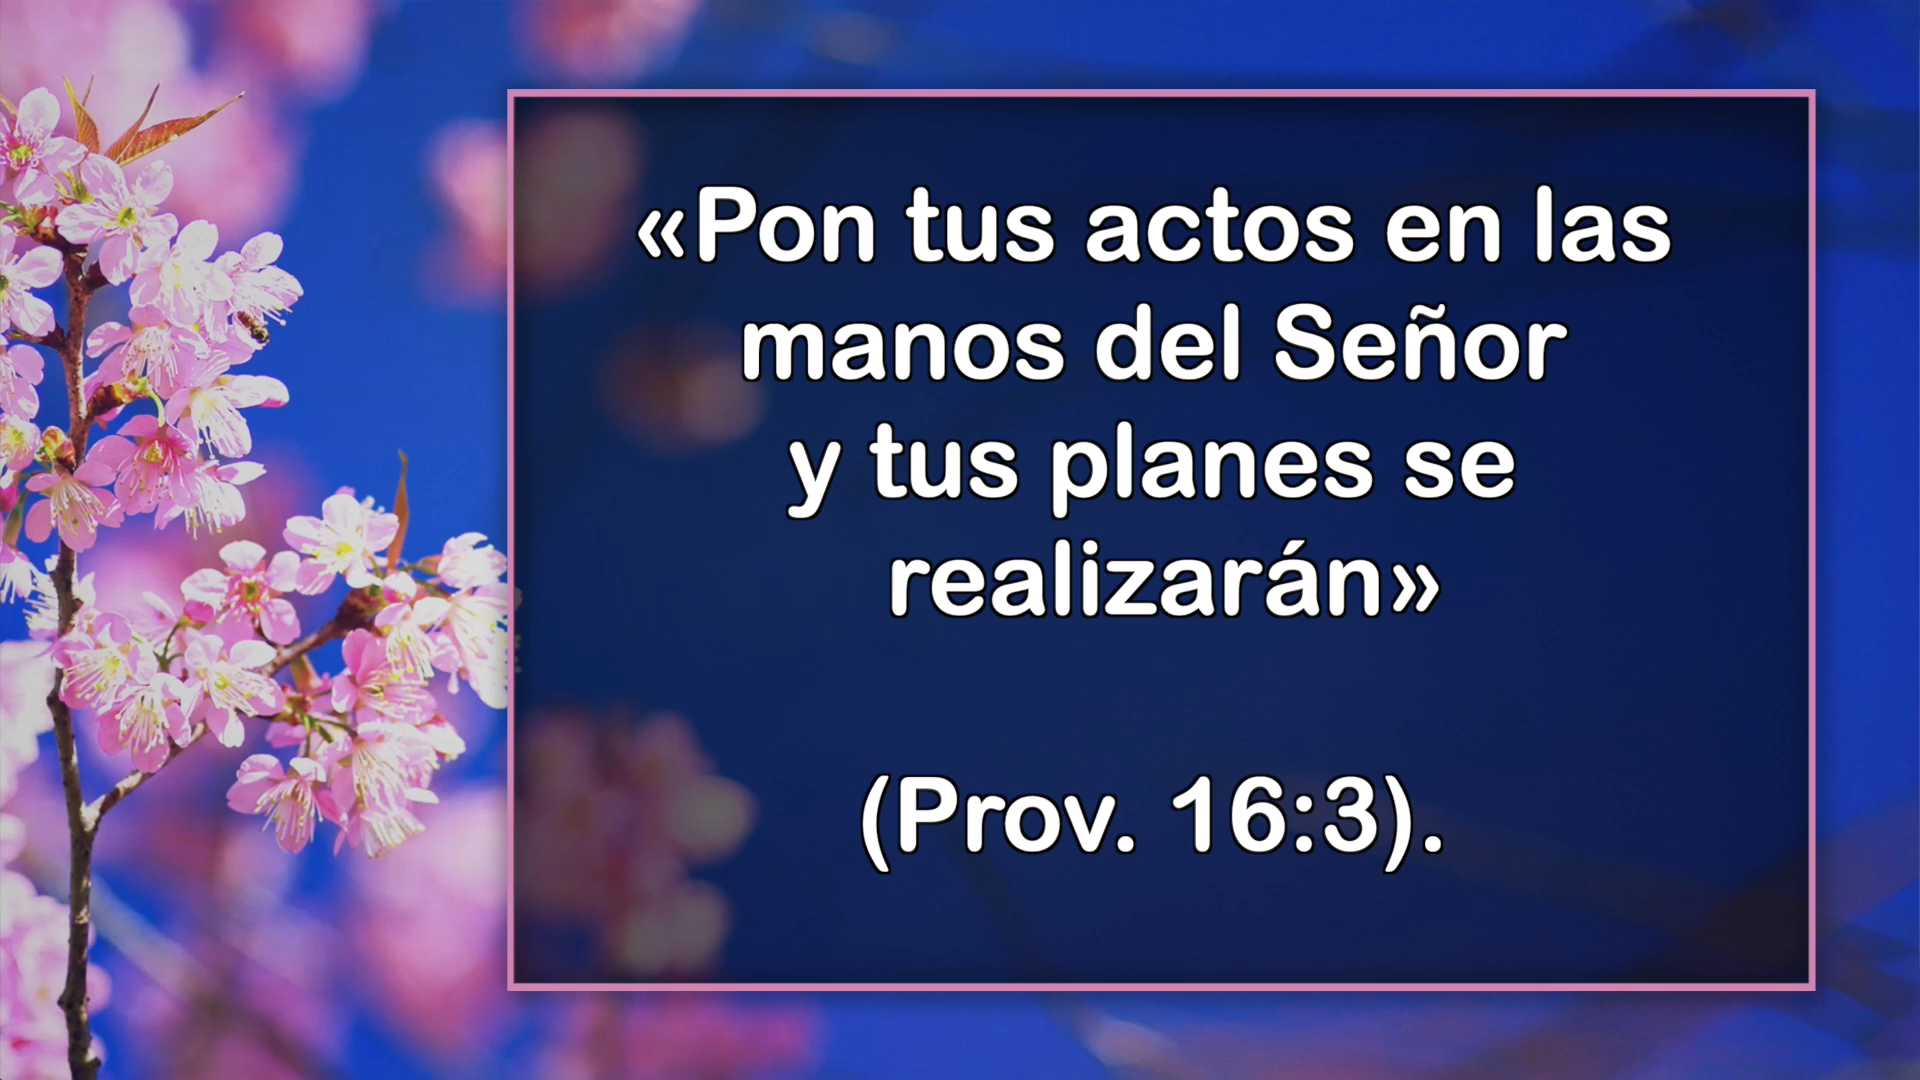 «Pon tus actos en las
manos del Señor
y tus planes se
realizarán»
(Prov. 16:3).